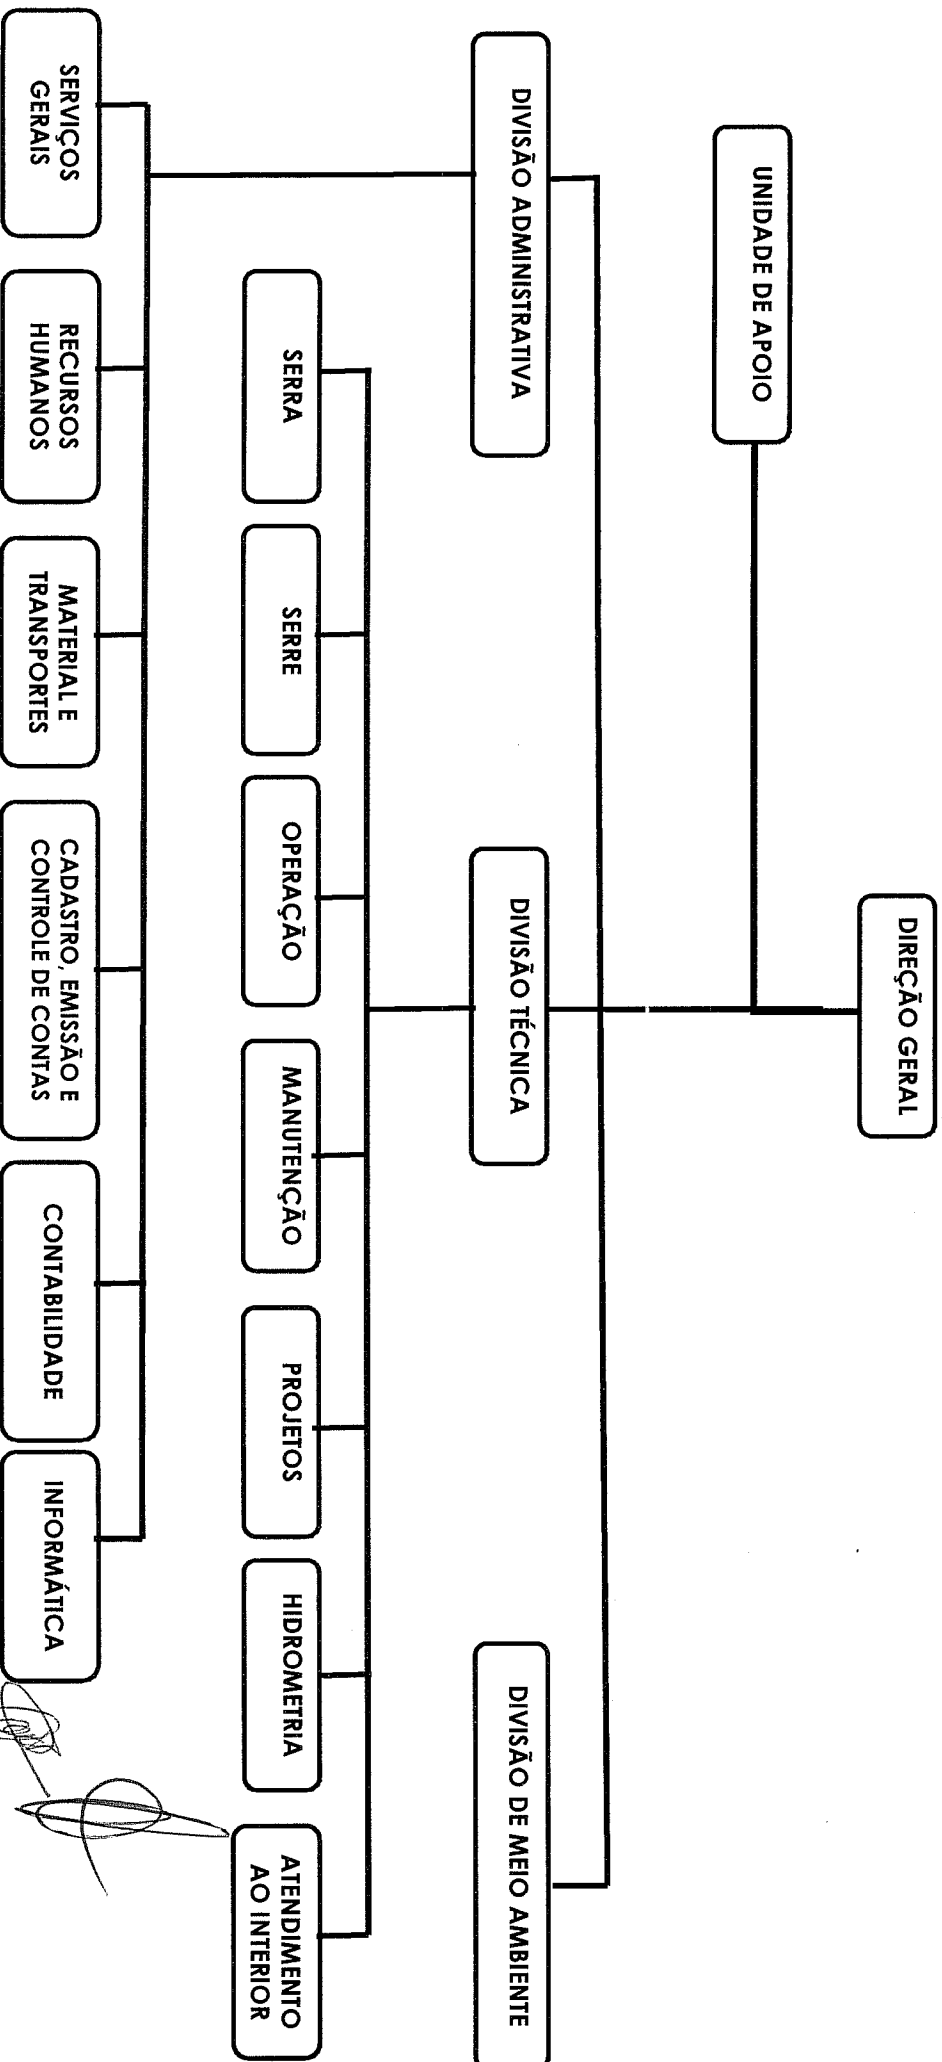 DIREÇÃO GERAL
UNIDADE DE APOIO
DIVISÃO ADMINISTRATIVA
DIVISÃO TÉCNICA
DIVISÃO DE MEIO AMBIENTE
SERRA
SERRE
OPERAÇÃO
MANUTENÇÃO
PROJETOS
HIDROMETRIA
ATENDIMENTO
AO INTERIOR
SERVIÇOS
GERAIS
RECURSOS
HUMANOS
MATERIAL E
TRANSPORTES
CADASTRO, EMISSÃO E
CONTROLE DE CONTAS
CONTABILIDADE
INFORMÁTICA